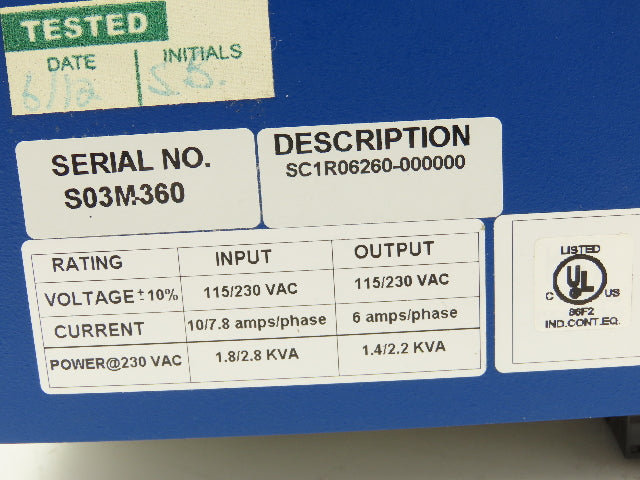 TESTED
DATE
INITIALS
6/12
S.B.
SERIAL NO.
S03M-360
DESCRIPTION
SC1R06260-000000
RATING INPUT OUTPUT
VOLTAGE ± 10% 115/230 VAC 115/230 VAC
CURRENT 10/7.8 amps/phase 6 amps/phase
POWER@230 VAC 1.8/2.8 KVA 1.4/2.2 KVA
LISTED
UL
C US
86F2
IND.CONT.EQ.